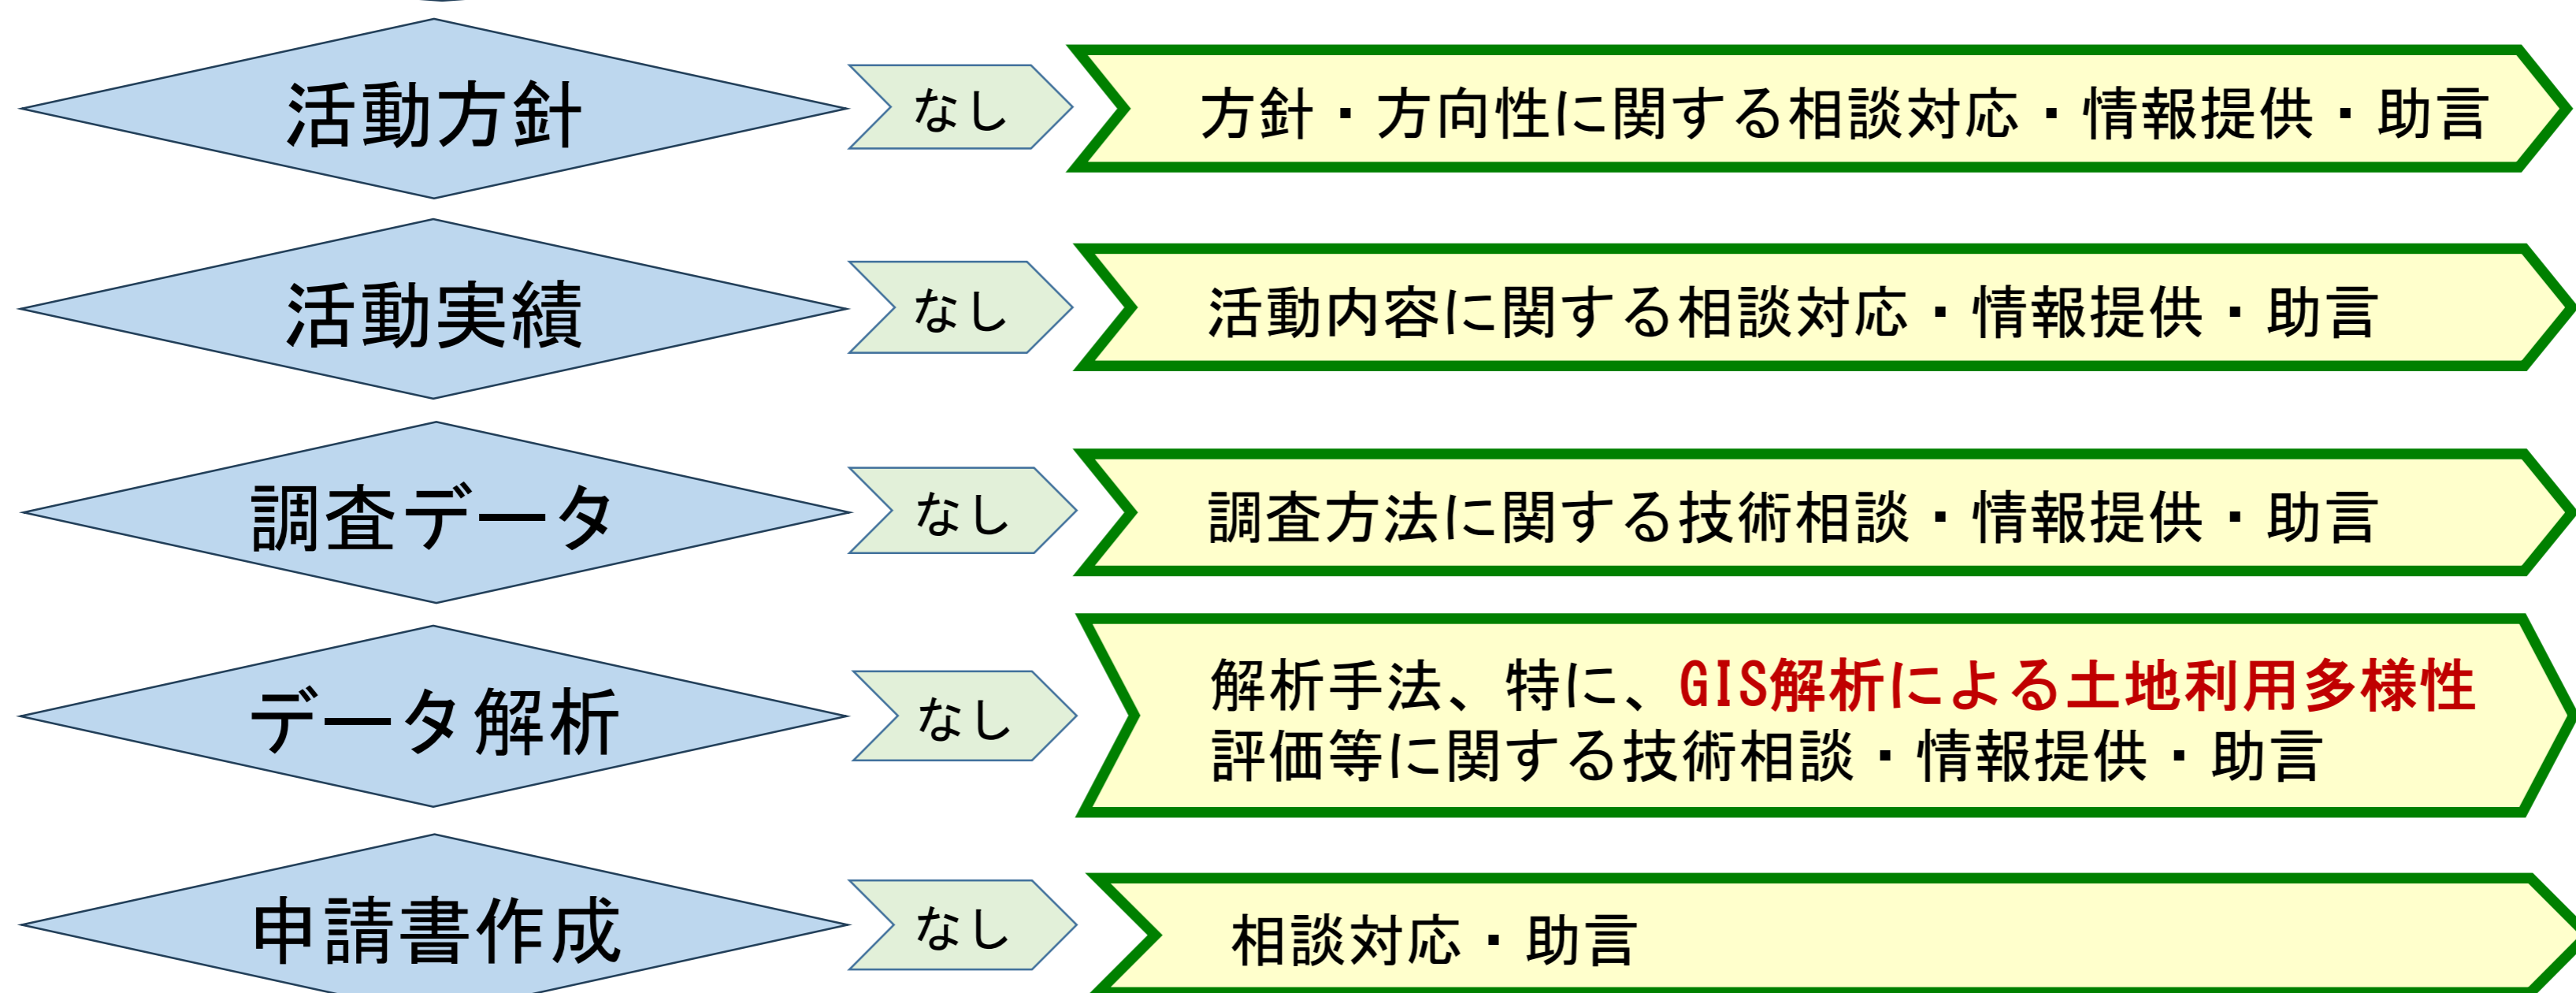 活動方針
なし
方針・方向性に関する相談対応・情報提供・助言
活動実績
なし
活動内容に関する相談対応・情報提供・助言
調査データ
なし
調査方法に関する技術相談・情報提供・助言
データ解析
なし
解析手法、特に、GIS解析による土地利用多様性
評価等に関する技術相談・情報提供・助言
申請書作成
なし
相談対応・助言